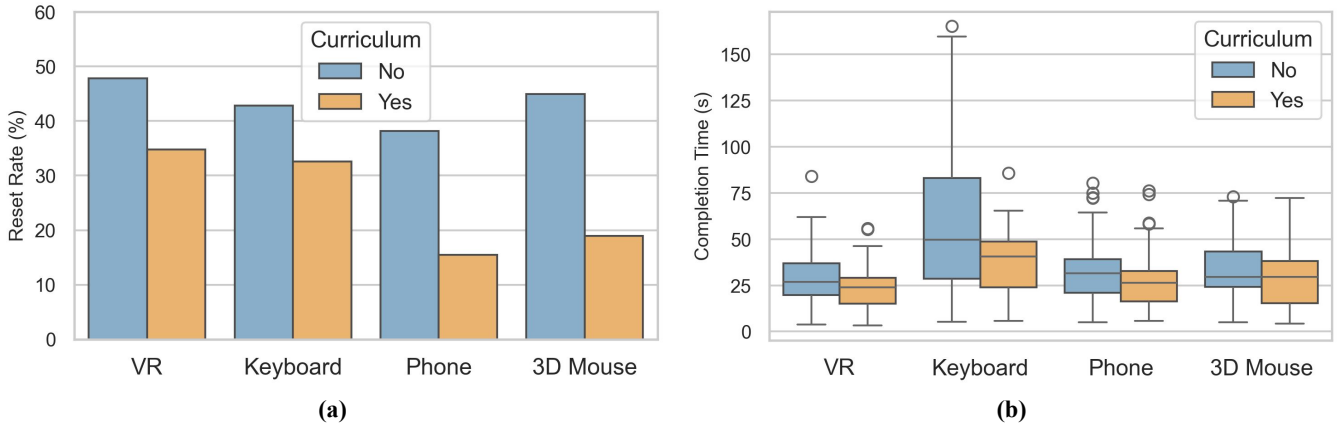 60
50
40
30
20
10
0
Reset Rate (%)
Curriculum
No
Yes
VR
Keyboard
Phone
3D Mouse
(a)
150
125
100
75
50
25
0
Completion Time (s)
Curriculum
No
Yes
VR
Keyboard
Phone
3D Mouse
(b)